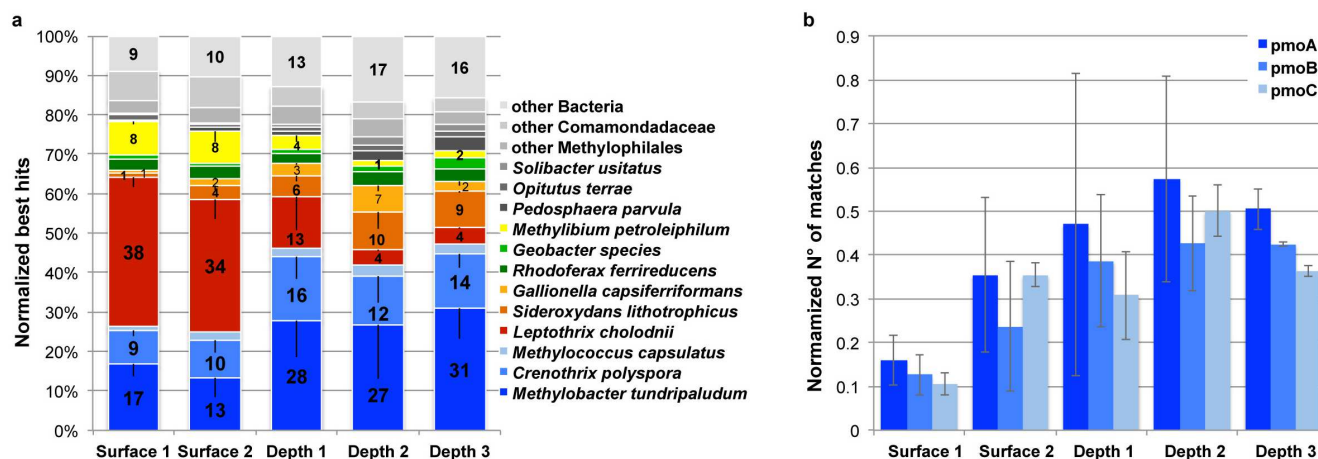 a
Normalized best hits
100%
90%
80%
70%
60%
50%
40%
30%
20%
10%
0%
9
8
1 1
38
9
17
10
8
2
4
34
10
13
13
4
3
6
13
16
28
17
1
7
10
4
12
27
16
2
2
9
4
14
31
Surface 1 Surface 2 Depth 1 Depth 2 Depth 3
other Bacteria
other Comamondadaceae
other Methylophilales
Solibacter usitatus
Opitutus terrae
Pedosphaera parvula
Methylibium petroleiphilum
Geobacter species
Rhodoferax ferrireducens
Gallionella capsiferriformans
Sideroxydans lithotrophicus
Leptothrix cholodnii
Methylococcus capsulatus
Crenothrix polyspora
Methylobacter tundripaludum
b
Normamized N° of matches
0.9
0.8
0.7
0.6
0.5
0.4
0.3
0.2
0.1
0
pmoA
pmoB
pmoC
Surface 1 Surface 2 Depth 1 Depth 2 Depth 3